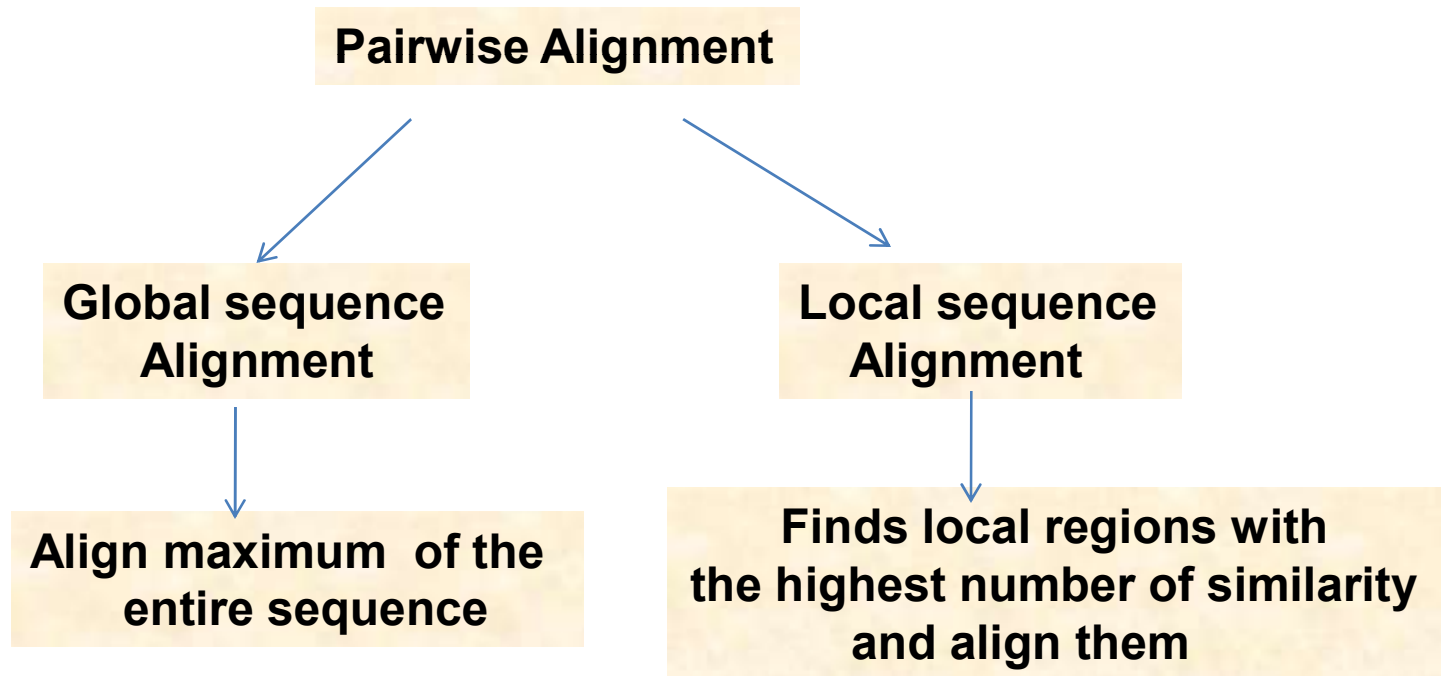 Pairwise Alignment
Global sequence
Alignment
Local sequence
Alignment
Align maximum of the
entire sequence
Finds local regions with
the highest number of similarity
and align them